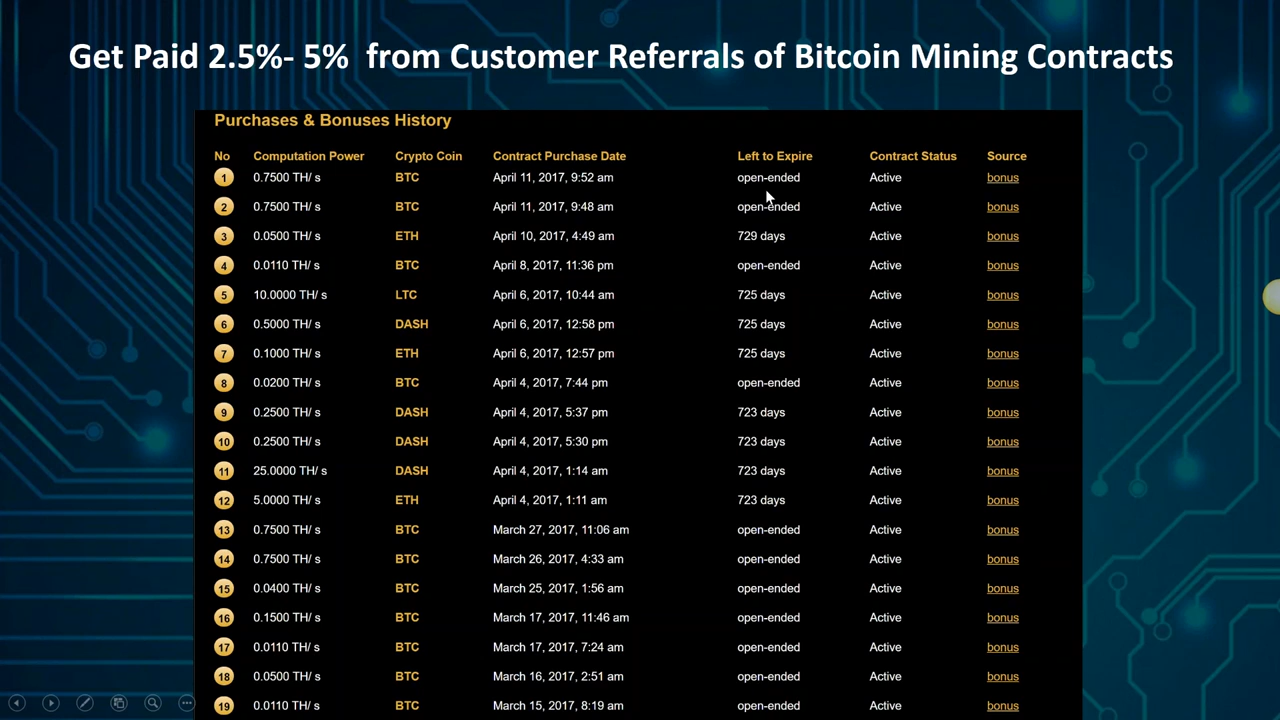 Get Paid 2.5%- 5% from Customer Referrals of Bitcoin Mining Contracts
Purchases & Bonuses History
No Computation Power Crypto Coin Contract Purchase Date Left to Expire Contract Status Source
1 0.7500 TH/ s BTC April 11, 2017, 9:52 am open-ended Active bonus
2 0.7500 TH/ s BTC April 11, 2017, 9:48 am open-ended Active bonus
3 0.0500 TH/ s ETH April 10, 2017, 4:49 am 729 days Active bonus
4 0.0110 TH/ s BTC April 8, 2017, 11:36 pm open-ended Active bonus
5 10.0000 TH/ s LTC April 6, 2017, 10:44 am 725 days Active bonus
6 0.5000 TH/ s DASH April 6, 2017, 12:58 pm 725 days Active bonus
7 0.1000 TH/ s ETH April 6, 2017, 12:57 pm 725 days Active bonus
8 0.0200 TH/ s BTC April 4, 2017, 7:44 pm open-ended Active bonus
9 0.2500 TH/ s DASH April 4, 2017, 5:37 pm 723 days Active bonus
10 0.2500 TH/ s DASH April 4, 2017, 5:30 pm 723 days Active bonus
11 25.0000 TH/ s DASH April 4, 2017, 1:14 am 723 days Active bonus
12 5.0000 TH/ s ETH April 4, 2017, 1:11 am 723 days Active bonus
13 0.7500 TH/ s BTC March 27, 2017, 11:06 am open-ended Active bonus
14 0.7500 TH/ s BTC March 26, 2017, 4:33 am open-ended Active bonus
15 0.0400 TH/ s BTC March 25, 2017, 1:56 am open-ended Active bonus
16 0.1500 TH/ s BTC March 17, 2017, 11:46 am open-ended Active bonus
17 0.0110 TH/ s BTC March 17, 2017, 7:24 am open-ended Active bonus
18 0.0500 TH/ s BTC March 16, 2017, 2:51 am open-ended Active bonus
19 0.0110 TH/ s BTC March 15, 2017, 8:19 am open-ended Active bonus